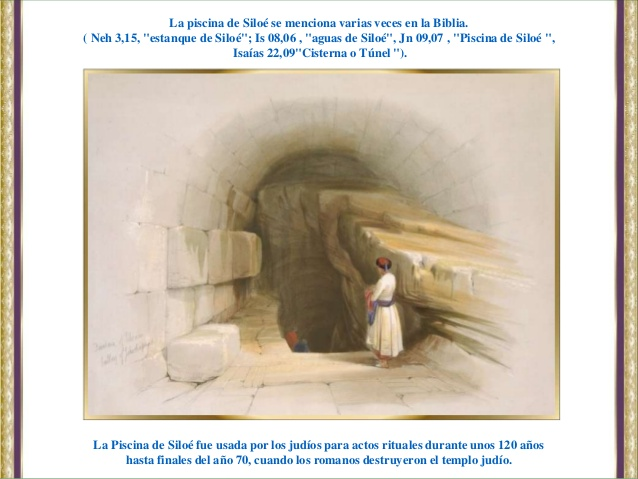 La piscina de Siloé se menciona varias veces en la Biblia.
( Neh 3,15, "estanque de Siloé"; Is 08,06 , "aguas de Siloé", Jn 09,07 , "Piscina de Siloé ",
Isaías 22,09"Cisterna o Túnel ").
La Piscina de Siloé fue usada por los judíos para actos rituales durante unos 120 años
hasta finales del año 70, cuando los romanos destruyeron el templo judío.